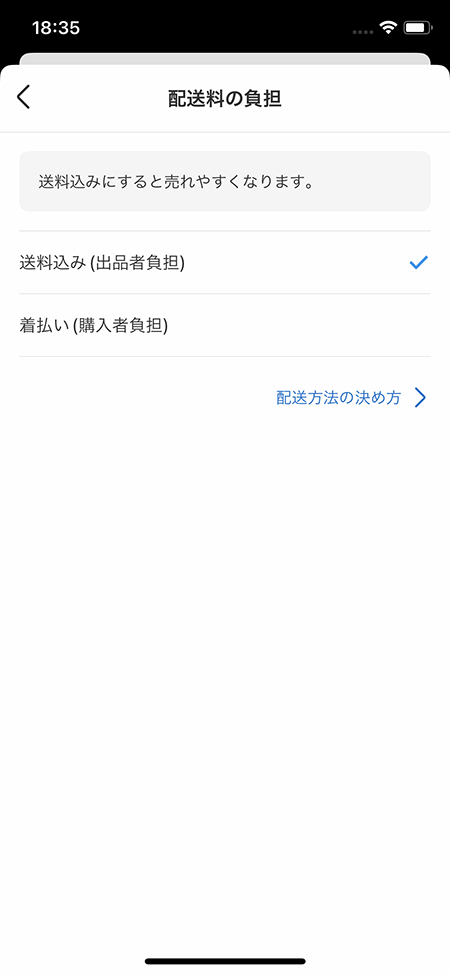 18:35
配送料の負担
送料込みにすると売れやすくなります。
送料込み(出品者負担)
着払い(購入者負担)
配送方法の決め方